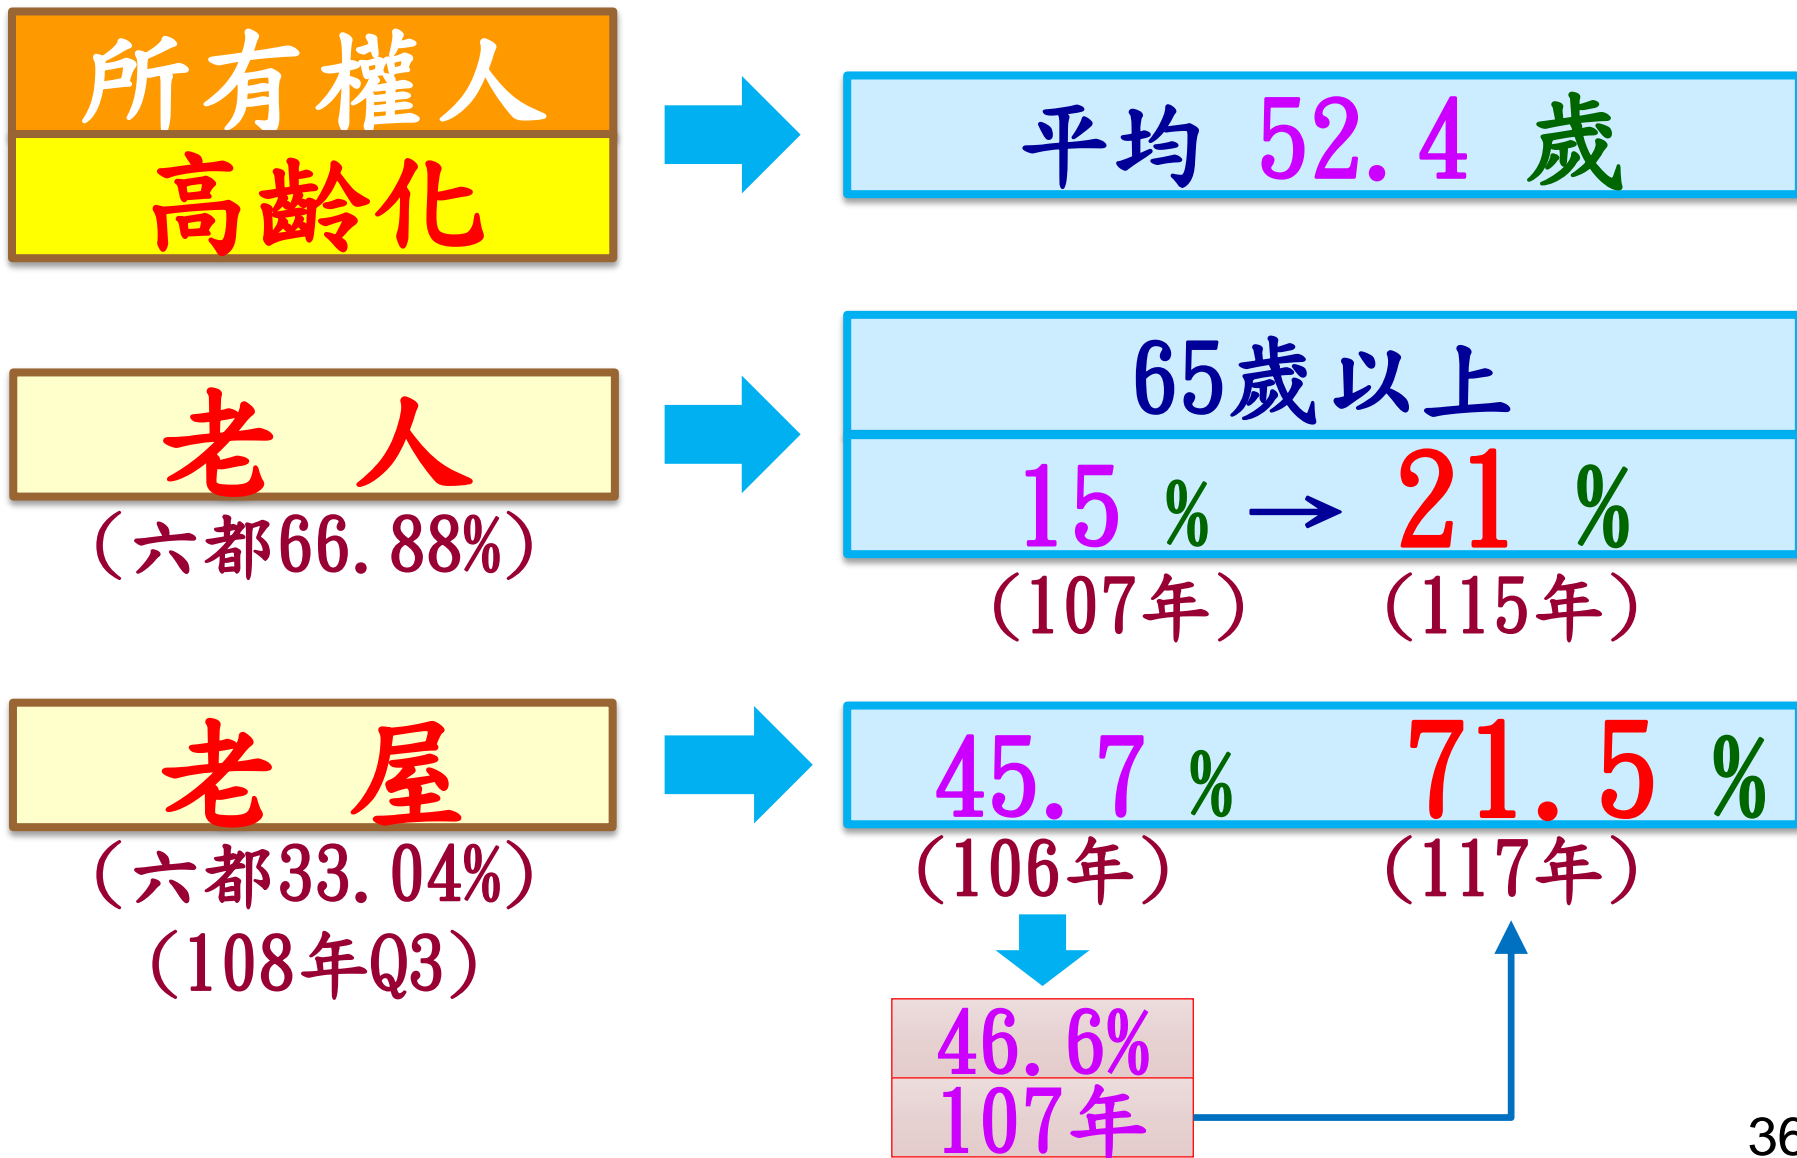 所有權人
高齡化
平均 52.4 歲
老 人
(六都66.88%)
65歲以上
15 % → 21 %
(107年) (115年)
老 屋
(六都33.04%)
(108年Q3)
45.7 % 71.5 %
(106年) (117年)
46.6%
107年
36